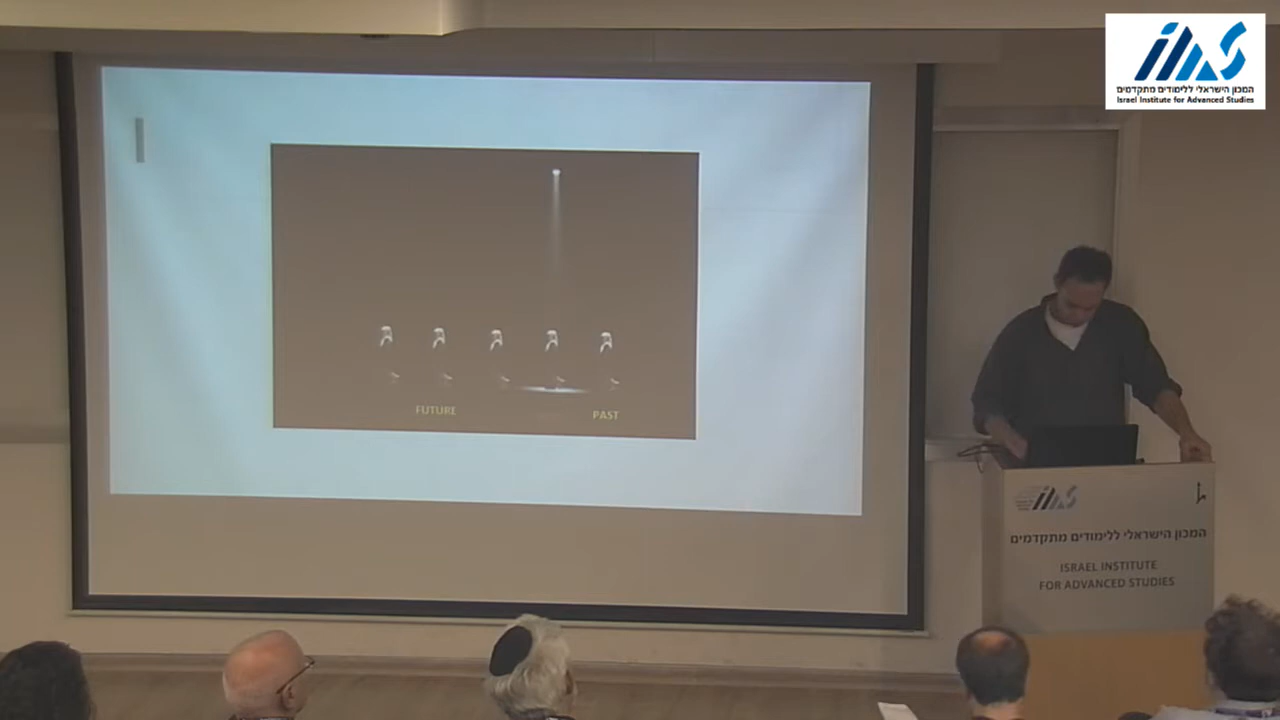 המכון הישראלי ללימודים מתקדמים
Israel Institute for Advanced Studies
FUTURE
PAST
המכון הישראלי ללימודים מתקדמים
ISRAEL INSTITUTE
FOR ADVANCED STUDIES